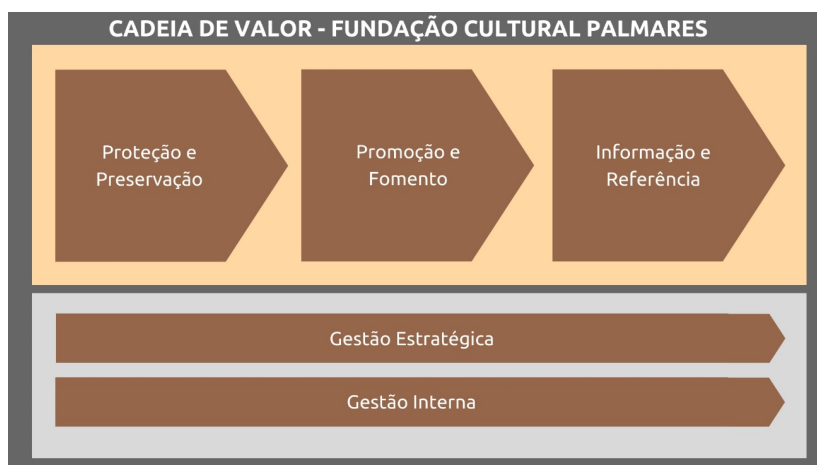 CADEIA DE VALOR - FUNDAÇÃO CULTURAL PALMARES
Proteção e
Preservação
Promoção e
Fomento
Informação e
Referência
Gestão Estratégica
Gestão Interna